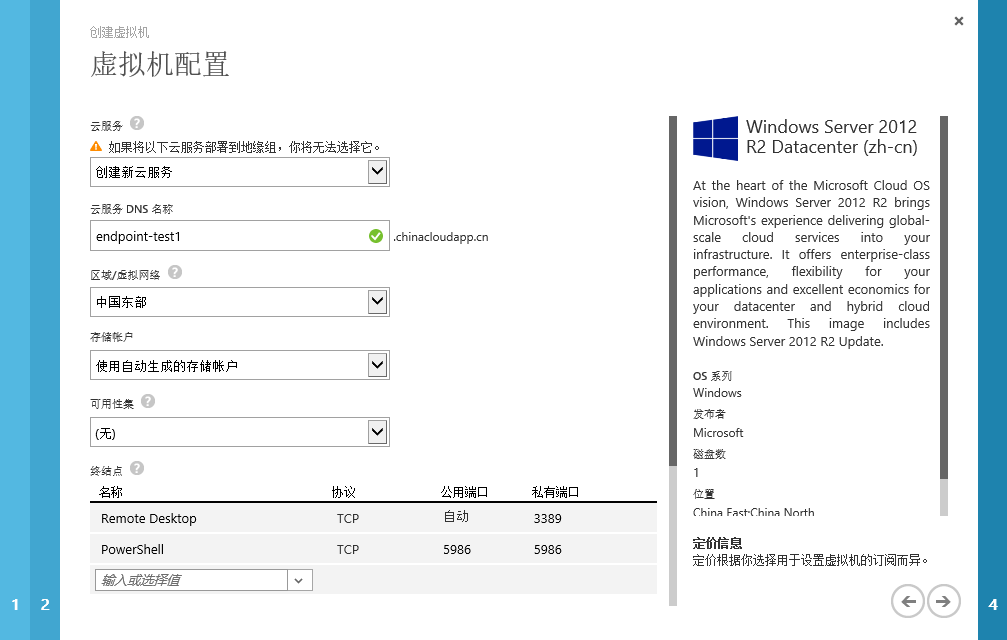 创建虚拟机
虚拟机配置
云服务
如果将以下云服务部署到地缘组，你将无法选择它。
创建新云服务
云服务 DNS 名称
endpoint-test1 .chinacloudapp.cn
区域/虚拟网络
中国东部
存储帐户
使用自动生成的存储帐户
可用性集
(无)
终结点
名称 协议 公用端口 私有端口
Remote Desktop TCP 自动 3389
PowerShell TCP 5986 5986
输入或选择值
1 2
Windows Server 2012
R2 Datacenter (zh-cn)
At the heart of the Microsoft Cloud OS
vision, Windows Server 2012 R2 brings
Microsoft's experience delivering global-
scale cloud services into your
infrastructure. It offers enterprise-class
performance, flexibility for your
applications and excellent economics for
your datacenter and hybrid cloud
environment. This image includes
Windows Server 2012 R2 Update.
OS 系列
Windows
发布者
Microsoft
磁盘数
1
位置
China East;China North
定价信息
定价根据你选择用于设置虚拟机的订阅而异。
4